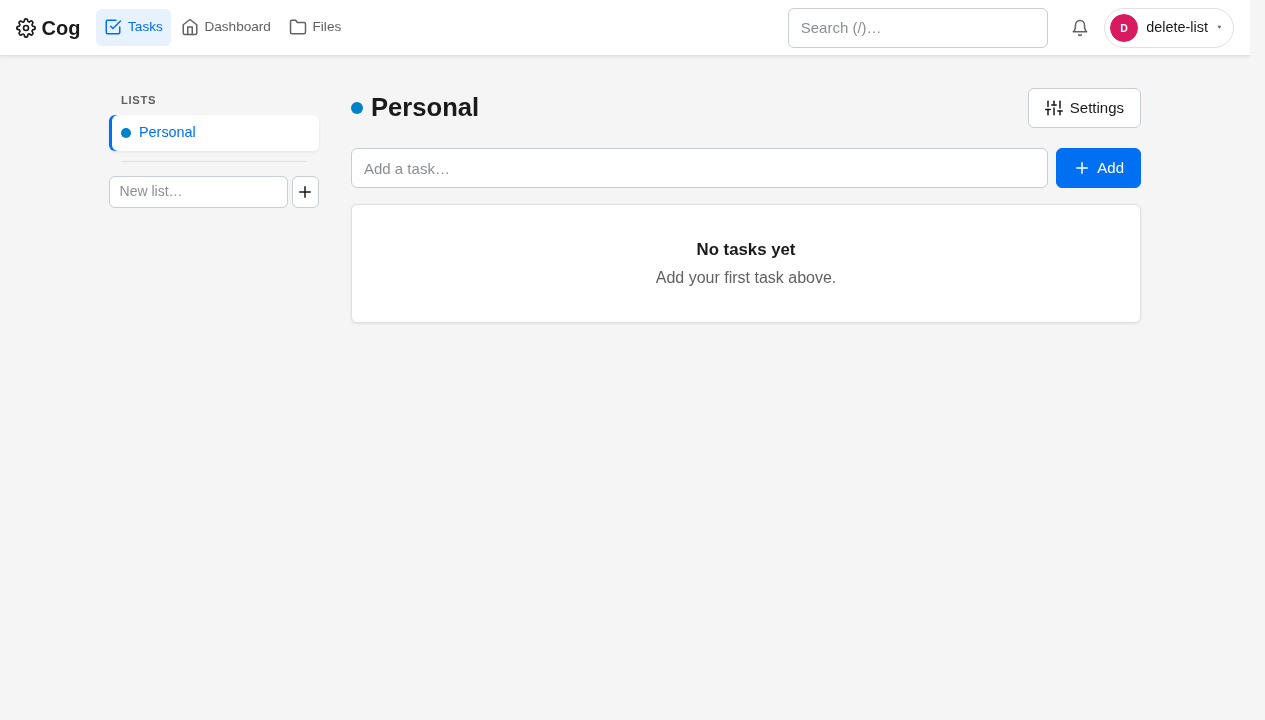 Cog
Tasks
Dashboard
Files
Search (/)…
D
delete-list
LISTS
Personal
New list…
Personal
Settings
Add a task…
Add
No tasks yet
Add your first task above.